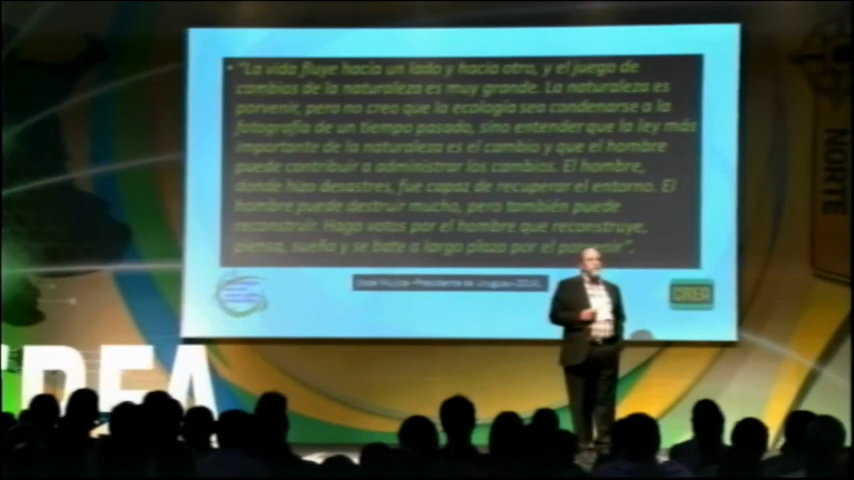 • "La vida fluye hacia un lado y hacia otro, y el juego de
cambios de la naturaleza es muy grande. La naturaleza es
porvenir, pero no creo que la ecología sea condenarse a la
fotografía de un tiempo pasado, sino entender que la ley más
importante de la naturaleza es el cambio y que el hombre
puede contribuir a administrar los cambios. El hombre,
donde hizo desastres, fue capaz de recuperar el entorno. El
hombre puede destruir mucho, pero también puede
reconstruir. Hago votos por el hombre que reconstruye,
piensa, sueña y se bate a largo plazo por el porvenir".
Presidente de Uruguay
CREA
NORTE
REA